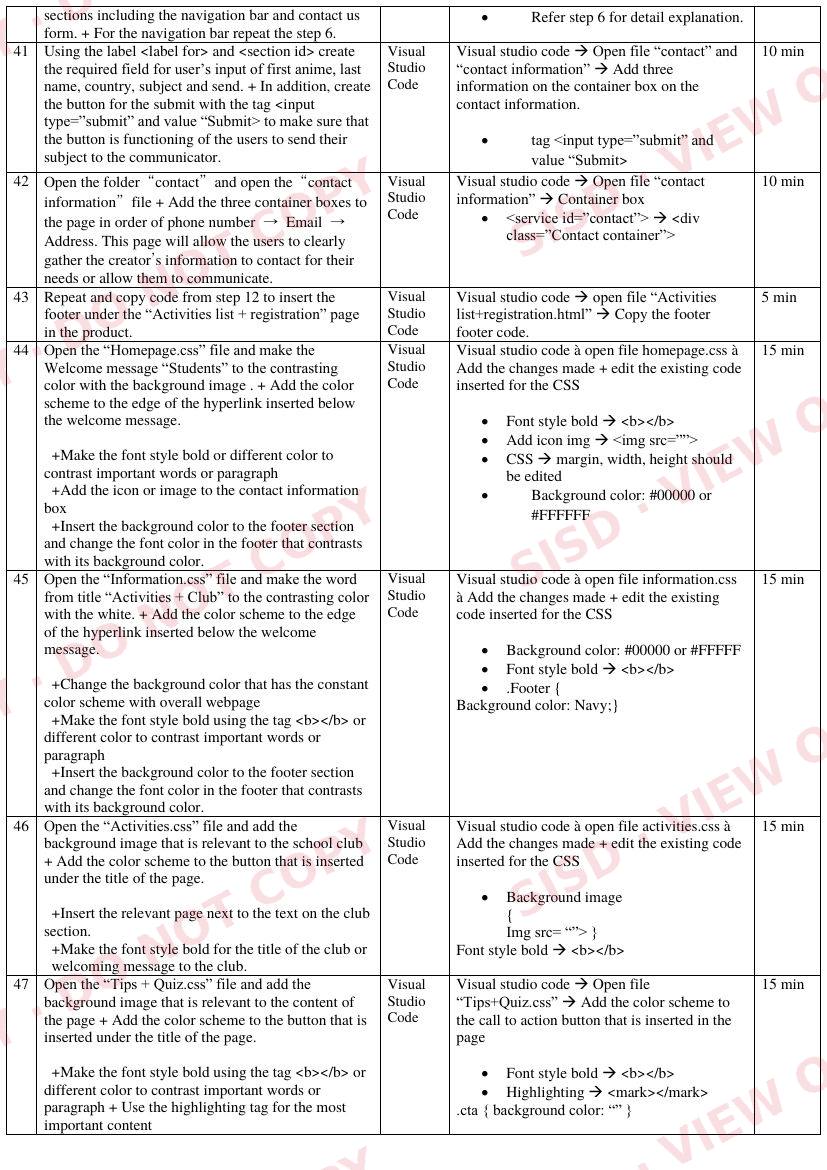 sections including the navigation bar and contact us
form. + For the navigation bar repeat the step 6.
• Refer step 6 for detail explanation.
41
Using the label <label for> and <section id> create
the required field for user's input of first anime, last
name, country, subject and send. + In addition, create
the button for the submit with the tag <input
type="submit" and value "Submit> to make sure that
the button is functioning of the users to send their
subject to the communicator.
Visual
Studio
Code
Visual studio code → Open file “contact” and
“contact information” → Add three
information on the container box on the
contact information.
• tag <input type=”submit” and
value “Submit>
10 min
42
Open the folder “contact” and open the “contact
information” file + Add the three container boxes to
the page in order of phone number → Email →
Address. This page will allow the users to clearly
gather the creator’s information to contact for their
needs or allow them to communicate.
Visual
Studio
Code
Visual studio code → Open file “contact
information” → Container box
• <service id=”contact”> → <div
class=”Contact container”>
10 min
43
Repeat and copy code from step 12 to insert the
footer under the “Activities list + registration” page
in the product.
Visual
Studio
Code
Visual studio code → open file “Activities
list+registration.html” → Copy the footer
footer code.
5 min
44
Open the “Homepage.css” file and make the
Welcome message “Students” to the contrasting
color with the background image . + Add the color
scheme to the edge of the hyperlink inserted below
the welcome message.
+Make the font style bold or different color to
contrast important words or paragraph
+Add the icon or image to the contact information
box
+Insert the background color to the footer section
and change the font color in the footer that contrasts
with its background color.
Visual
Studio
Code
Visual studio code à open file homepage.css à
Add the changes made + edit the existing code
inserted for the CSS
• Font style bold → <b></b>
• Add icon img → <img src=””>
• CSS → margin, width, height should
be edited
• Background color: #00000 or
#FFFFFF
15 min
45
Open the “Information.css” file and make the word
from title “Activities + Club” to the contrasting color
with the white. + Add the color scheme to the edge
of the hyperlink inserted below the welcome
message.
+Change the background color that has the constant
color scheme with overall webpage
+Make the font style bold using the tag <b></b> or
different color to contrast important words or
paragraph
+Insert the background color to the footer section
and change the font color in the footer that contrasts
with its background color.
Visual
Studio
Code
Visual studio code à open file information.css
à Add the changes made + edit the existing
code inserted for the CSS
• Background color: #00000 or #FFFFF
• Font style bold → <b></b>
• .Footer {
Background color: Navy;}
15 min
46
Open the “Activities.css” file and add the
background image that is relevant to the school club
+ Add the color scheme to the button that is inserted
under the title of the page.
+Insert the relevant page next to the text on the club
section.
+Make the font style bold for the title of the club or
welcoming message to the club.
Visual
Studio
Code
Visual studio code à open file activities.css à
Add the changes made + edit the existing code
inserted for the CSS
• Background image
{
Img src= “”> }
Font style bold → <b></b>
15 min
47
Open the “Tips + Quiz.css” file and add the
background image that is relevant to the content of
the page + Add the color scheme to the button that is
inserted under the title of the page.
+Make the font style bold using the tag <b></b> or
different color to contrast important words or
paragraph + Use the highlighting tag for the most
important content
Visual
Studio
Code
Visual studio code → Open file
“Tips+Quiz.css” → Add the color scheme to
the call to action button that is inserted in the
page
• Font style bold → <b></b>
• Highlighting → <mark></mark>
.cta { background color: “” }
15 min